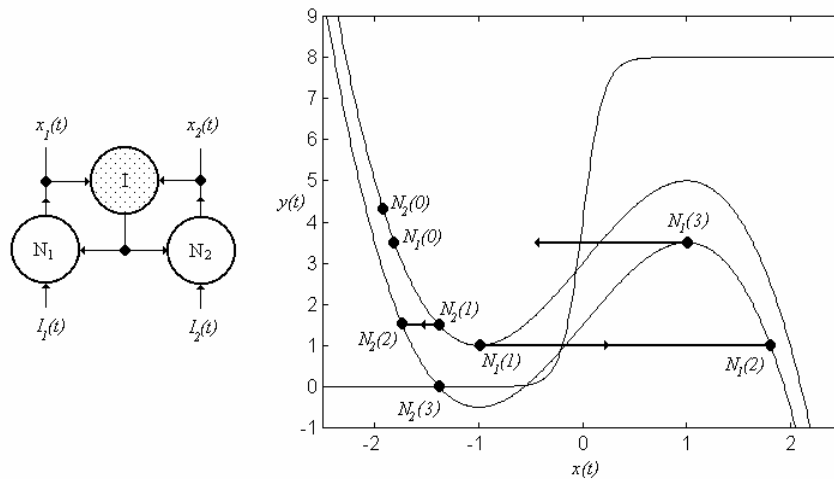 x₁(t)
x₂(t)
I
N₁
N₂
I₁(t)
I₂(t)
9
8
7
6
5
4
3
2
1
0
-1
y(t)
N₂(0)
N₁(0)
N₁(3)
N₂(1)
N₂(2)
N₁(1)
N₁(2)
N₂(3)
-2
-1
0
1
2
x(t)